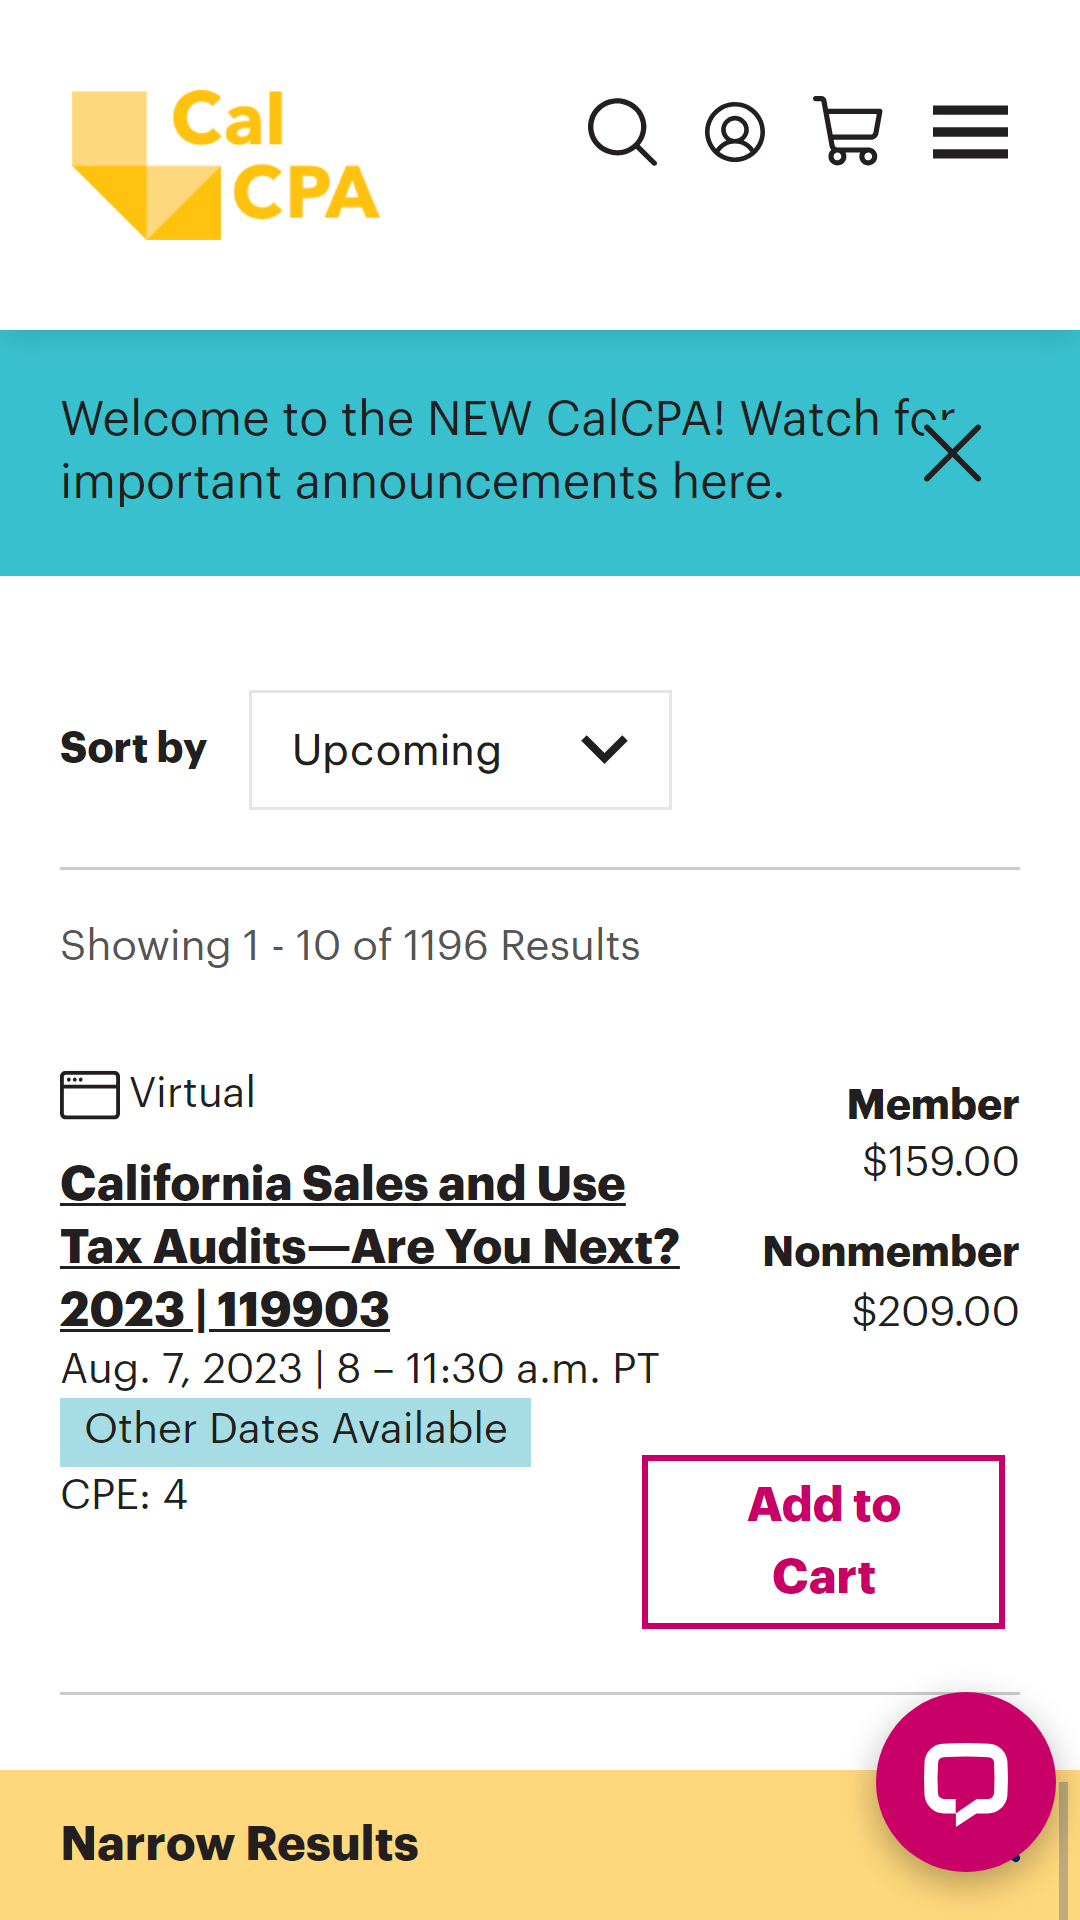 Cal
CPA
Welcome to the NEW CalCPA! Watch for
important announcements here.
Sort by
Upcoming
Showing 1 - 10 of 1196 Results
Virtual
California Sales and Use
Tax Audits—Are You Next?
2023 | 119903
Aug. 7, 2023 | 8 – 11:30 a.m. PT
Other Dates Available
CPE: 4
Member
$159.00
Nonmember
$209.00
Add to
Cart
Narrow Results